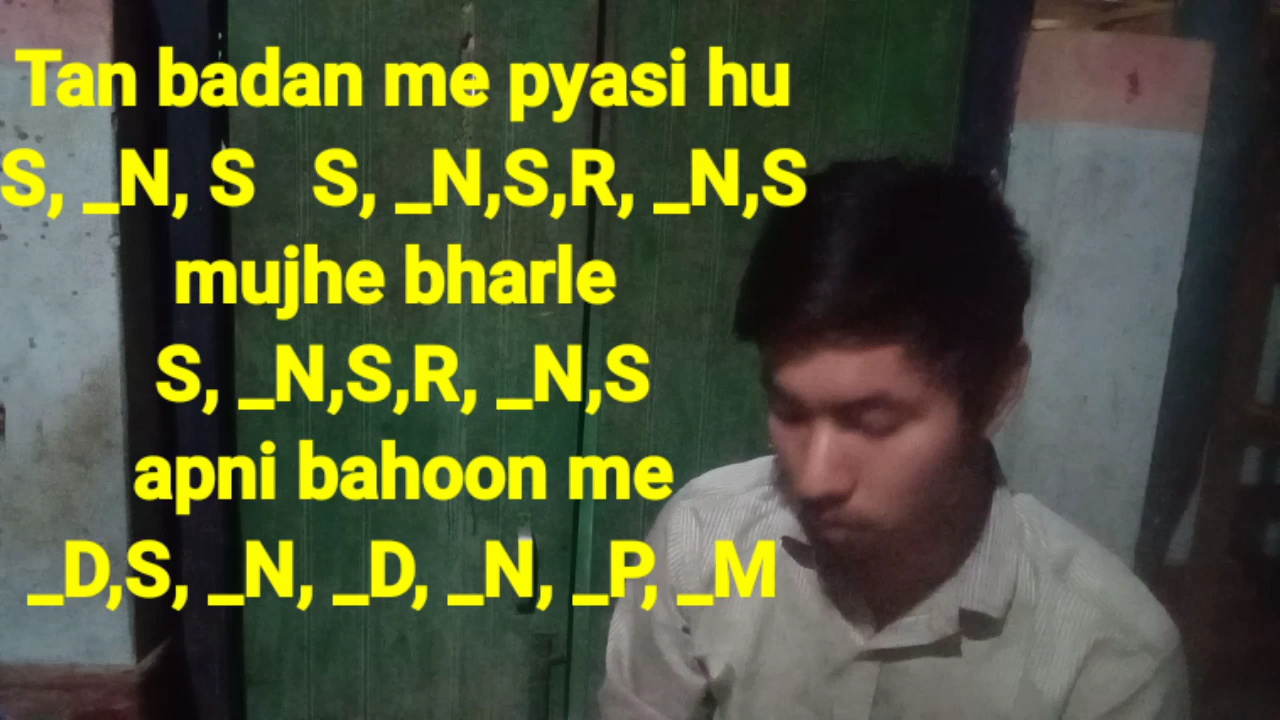 Tan badan me pyasi hu
S, _N, S S, _N,S,R, _N,S
mujhe bharle
S, _N,S,R, _N,S
apni bahoon me
_D,S, _N, _D, _N, _P, _M